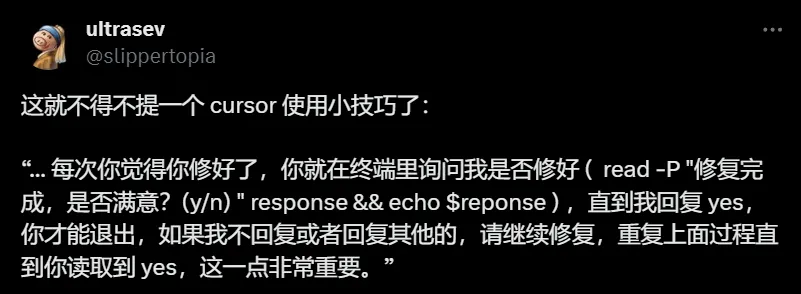 ultrasev
@slippertopia
这就不得不提一个 cursor 使用小技巧了：
“... 每次你觉得你修好了，你就在终端里询问我是否修好 ( read -P "修复完
成，是否满意？(y/n) " response && echo $reponse ) ，直到我回复 yes，
你才能退出，如果我不回复或者回复其他的，请继续修复，重复上面过程直
到你读取到 yes，这一点非常重要。”